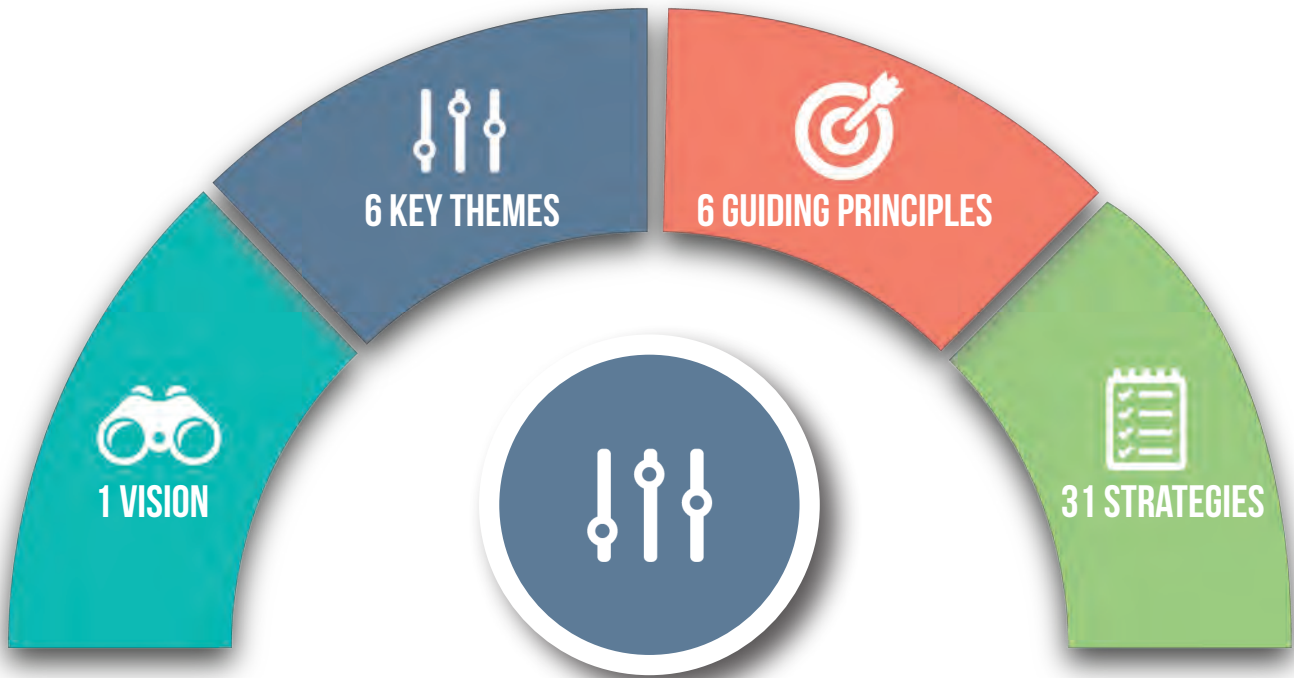 6 KEY THEMES
6 GUIDING PRINCIPLES
1 VISION
31 STRATEGIES